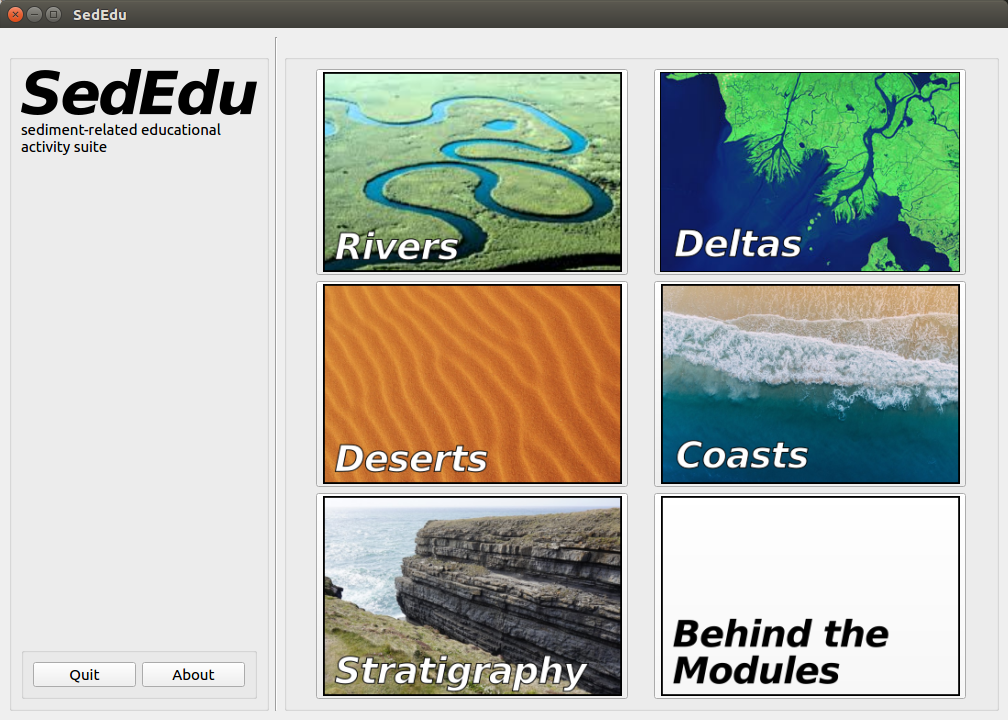 SedEdu
SedEdu
sediment-related educational
activity suite
Rivers
Deltas
Deserts
Coasts
Stratigraphy
Behind the
Modules
Quit
About